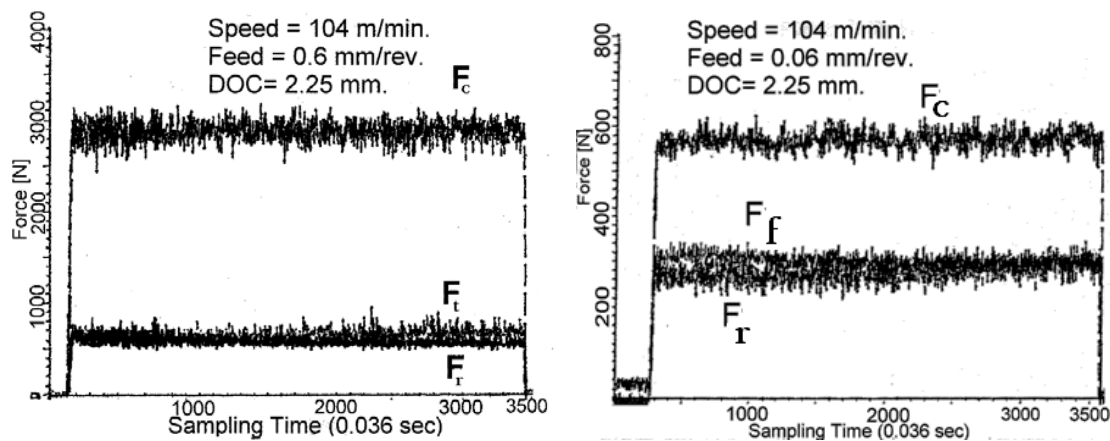 4000
3000
2000
1000
0
Force [N]
Speed = 104 m/min.
Feed = 0.6 mm/rev.
DOC= 2.25 mm.
Fc
Ft
Fr
1000
2000
3000
3500
Sampling Time (0.036 sec)
800
600
400
200
Force [N]
Speed = 104 m/min.
Feed = 0.06 mm/rev.
DOC= 2.25 mm.
Fc
Ff
Fr
1000
2000
3000
3500
Sampling Time (0.036 sec)